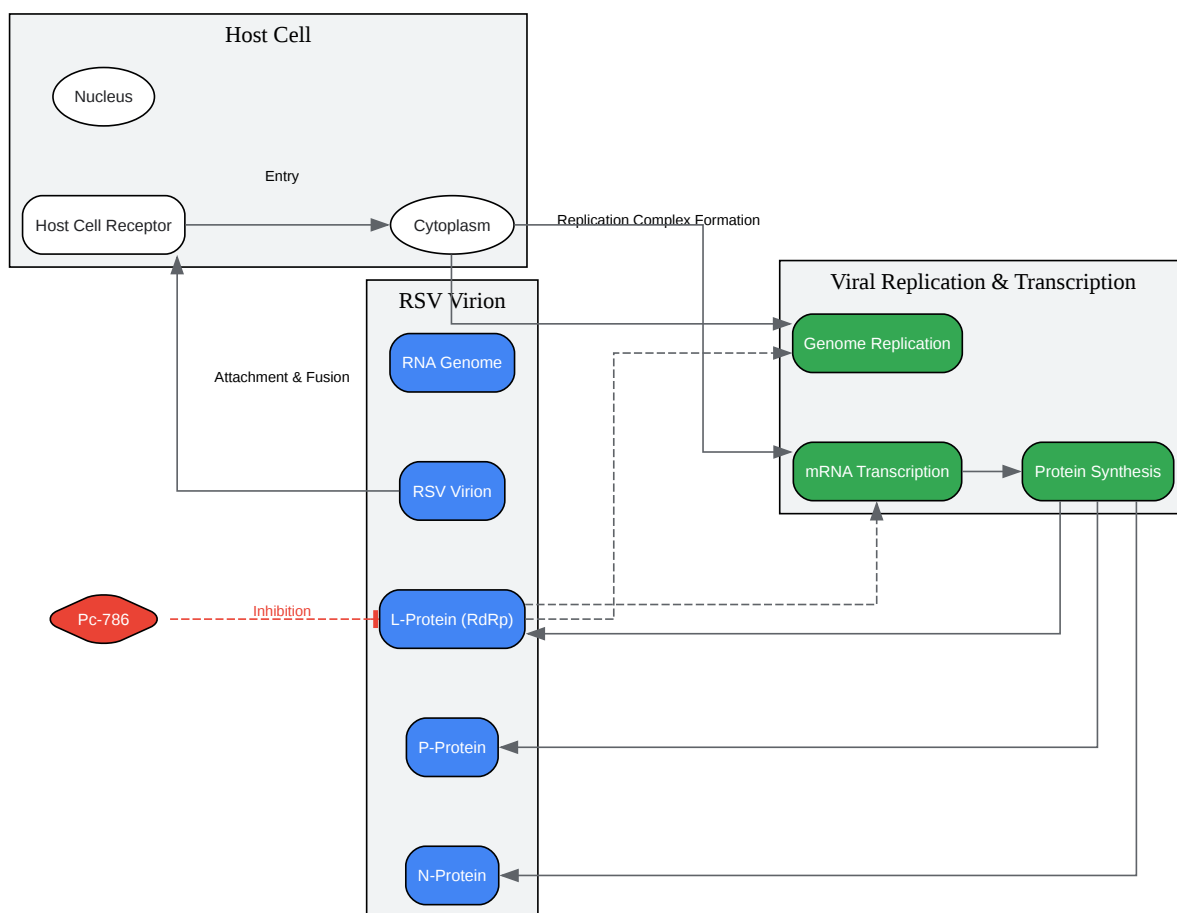 Host Cell
Nucleus
Entry
Host Cell Receptor
Cytoplasm
Replication Complex Formation
RSV Virion
Viral Replication & Transcription
RNA Genome
Genome Replication
Attachment & Fusion
RSV Virion
mRNA Transcription
Protein Synthesis
Pc-786
Inhibition
L-Protein (RdRp)
P-Protein
N-Protein